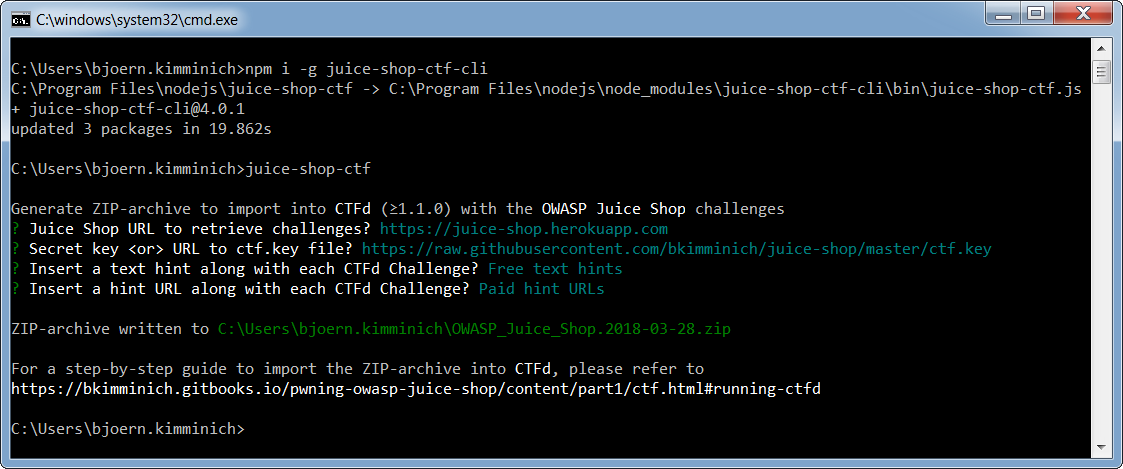 C:\windows\system32\cmd.exe
C:\Users\bjoern.kimminich>npm i -g juice-shop-ctf-cli
C:\Program Files\nodejs\juice-shop-ctf -> C:\Program Files\nodejs\node_modules\juice-shop-ctf-cli\bin\juice-shop-ctf.js
+ juice-shop-ctf-cli@4.0.1
updated 3 packages in 19.862s
C:\Users\bjoern.kimminich>juice-shop-ctf
Generate ZIP-archive to import into CTFd (≥1.1.0) with the OWASP Juice Shop challenges
? Juice Shop URL to retrieve challenges? https://juice-shop.herokuapp.com
? Secret key <or> URL to ctf.key file? https://raw.githubusercontent.com/bkimminich/juice-shop/master/ctf.key
? Insert a text hint along with each CTFd Challenge? Free text hints
? Insert a hint URL along with each CTFd Challenge? Paid hint URLs
ZIP-archive written to C:\Users\bjoern.kimminich\OWASP_Juice_Shop.2018-03-28.zip
For a step-by-step guide to import the ZIP-archive into CTFd, please refer to
https://bkimminich.gitbooks.io/pwning-owasp-juice-shop/content/part1/ctf.html#running-ctfd
C:\Users\bjoern.kimminich>